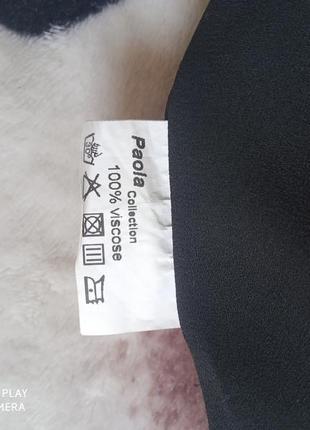 Paola
Collection
100% viscose
PLAY
MERA